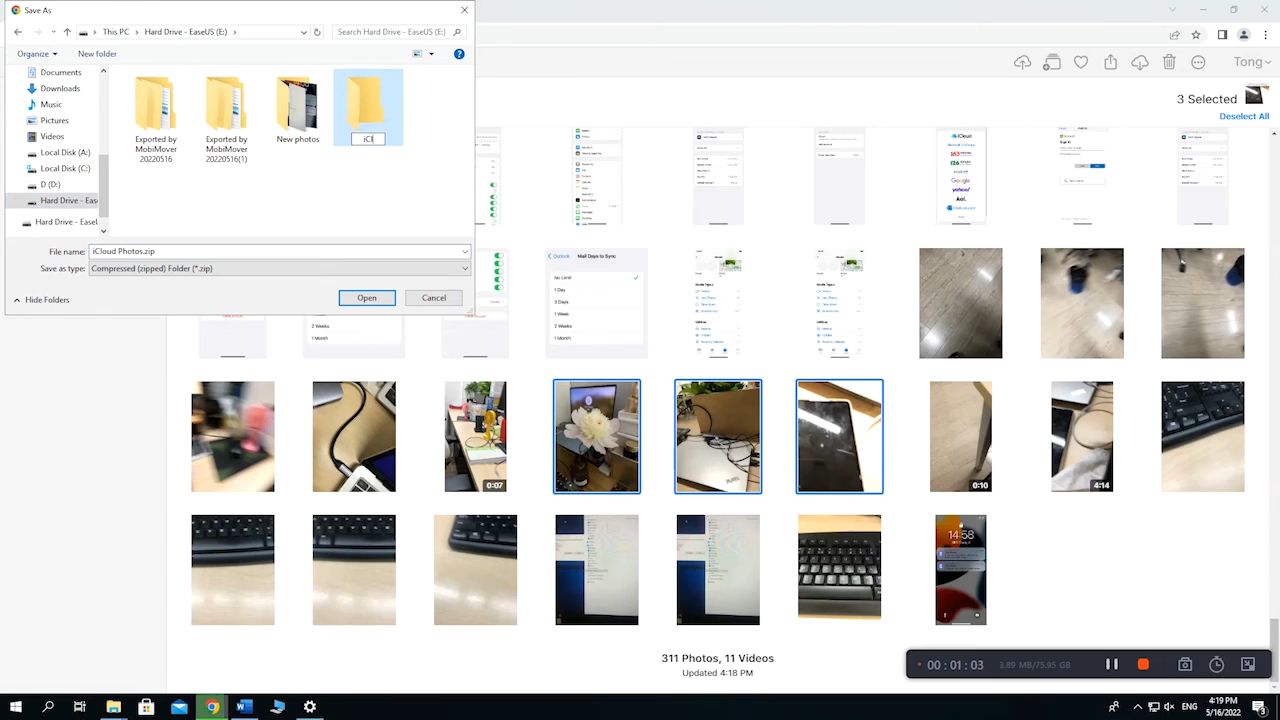 Save As
This PC > Hard Drive - EaseUS (E:) >
Search Hard Drive - EaseUS (E:)
Organize
New folder
Tong
Documents
Downloads
Music
Pictures
Videos
Local Disk (A:)
Local Disk (C:)
D (D:)
Hard Drive - Eas
Hard Drive - Easel
Exported by MobiMover 20220516
Exported by MobiMover 20220516(1)
New photos
iCl
3 Selected
Deselect All
File name: iCloud Photos.zip
Save as type: Compressed (zipped) Folder (*.zip)
Hide Folders
Open
Cancel
iCloud
Google
yahoo!
Aol.
Outlook.com
Outlook
Mail Days to Sync
No Limit
1 Day
3 Days
1 Week
2 Weeks
1 Month
2 Weeks
1 Month
0:07
0:10
4:14
14:58
311 Photos, 11 Videos
Updated 4:18 PM
00:01:03
3.89 MB/75.95 GB
ENG
4:19 PM
5/16/2022